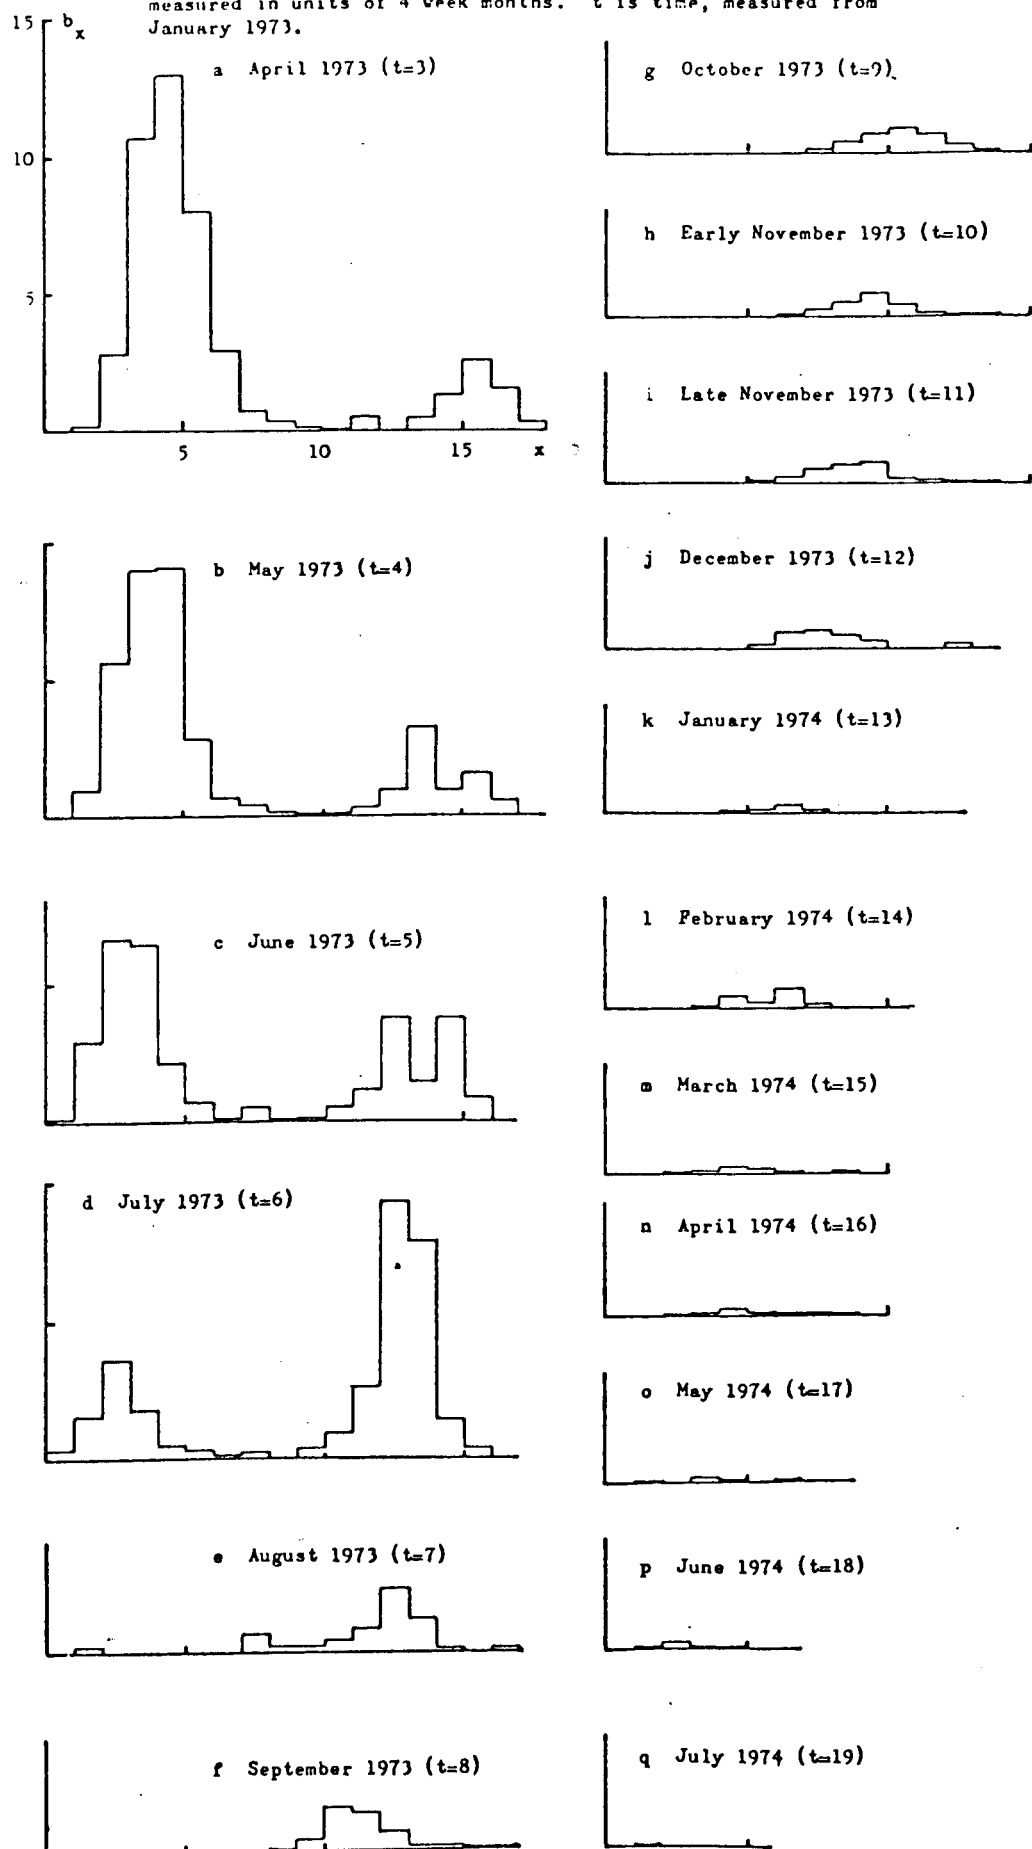 measured in units of 4 week months. t is time, measured from
January 1973.
15 b x
10
5
a April 1973 (t=3)
5 10 15 x
b May 1973 (t=4)
c June 1973 (t=5)
d July 1973 (t=6)
e August 1973 (t=7)
f September 1973 (t=8)
g October 1973 (t=9)
h Early November 1973 (t=10)
i Late November 1973 (t=11)
j December 1973 (t=12)
k January 1974 (t=13)
l February 1974 (t=14)
m March 1974 (t=15)
n April 1974 (t=16)
o May 1974 (t=17)
p June 1974 (t=18)
q July 1974 (t=19)